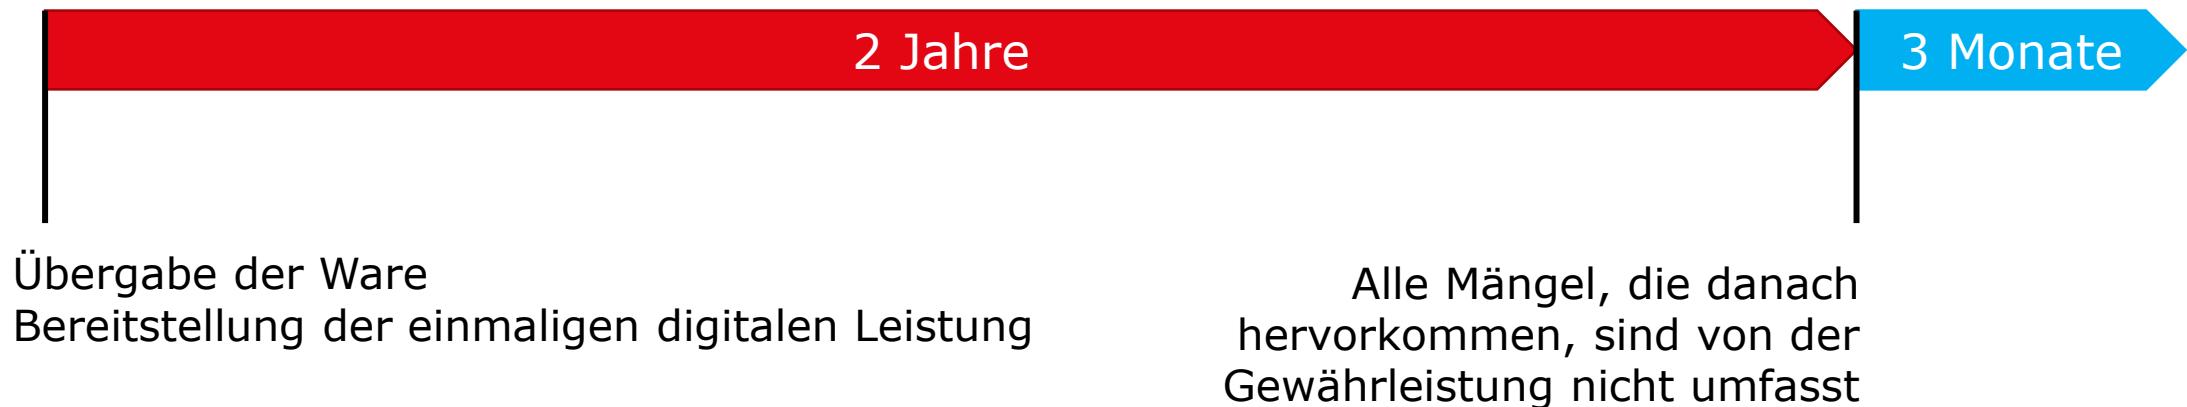 2 Jahre
3 Monate
Übergabe der Ware
Bereitstellung der einmaligen digitalen Leistung
Alle Mängel, die danach
hervorkommen, sind von der
Gewährleistung nicht umfasst